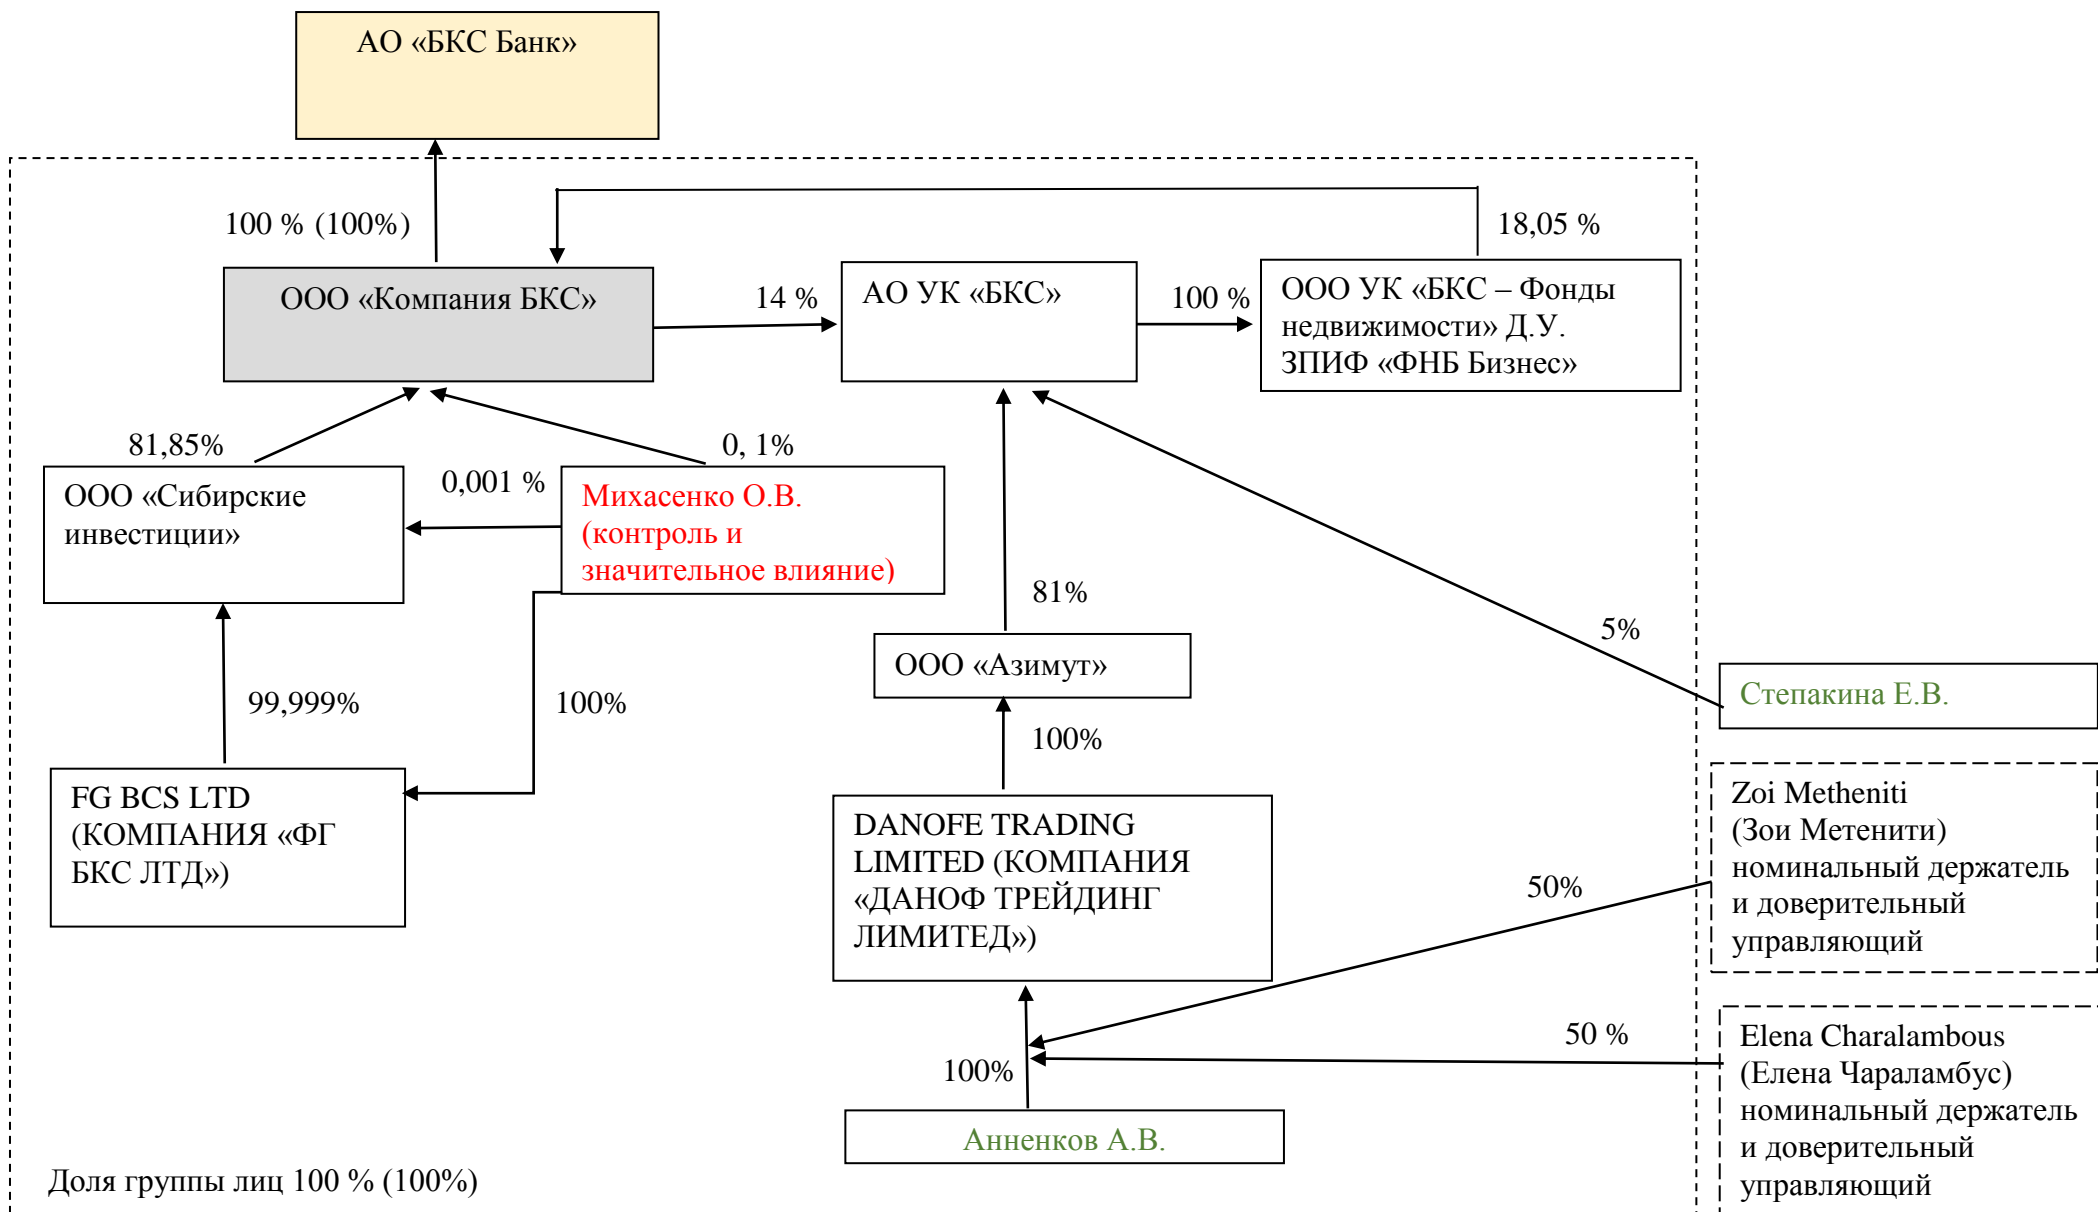 АО «БКС Банк»
100 % (100%)
18,05 %
ООО «Компания БКС»
14 %
АО УК «БКС»
100 %
ООО УК «БКС – Фонды
недвижимости» Д.У.
ЗПИФ «ФНБ Бизнес»
81,85%
0, 1%
ООО «Сибирские
инвестиции»
0,001 %
Михасенко О.В.
(контроль и
значительное влияние)
81%
5%
ООО «Азимут»
Степакина Е.В.
99,999%
100%
100%
FG BCS LTD
(КОМПАНИЯ «ФГ
БКС ЛТД»)
DANOFE TRADING
LIMITED (КОМПАНИЯ
«ДАНОФ ТРЕЙДИНГ
ЛИМИТЕД»)
Zoi Metheniti
(Зои Метенити)
номинальный держатель
и доверительный
управляющий
50%
50 %
100%
Elena Charalambous
(Елена Чараламбус)
номинальный держатель
и доверительный
управляющий
Анненков А.В.
Доля группы лиц 100 % (100%)